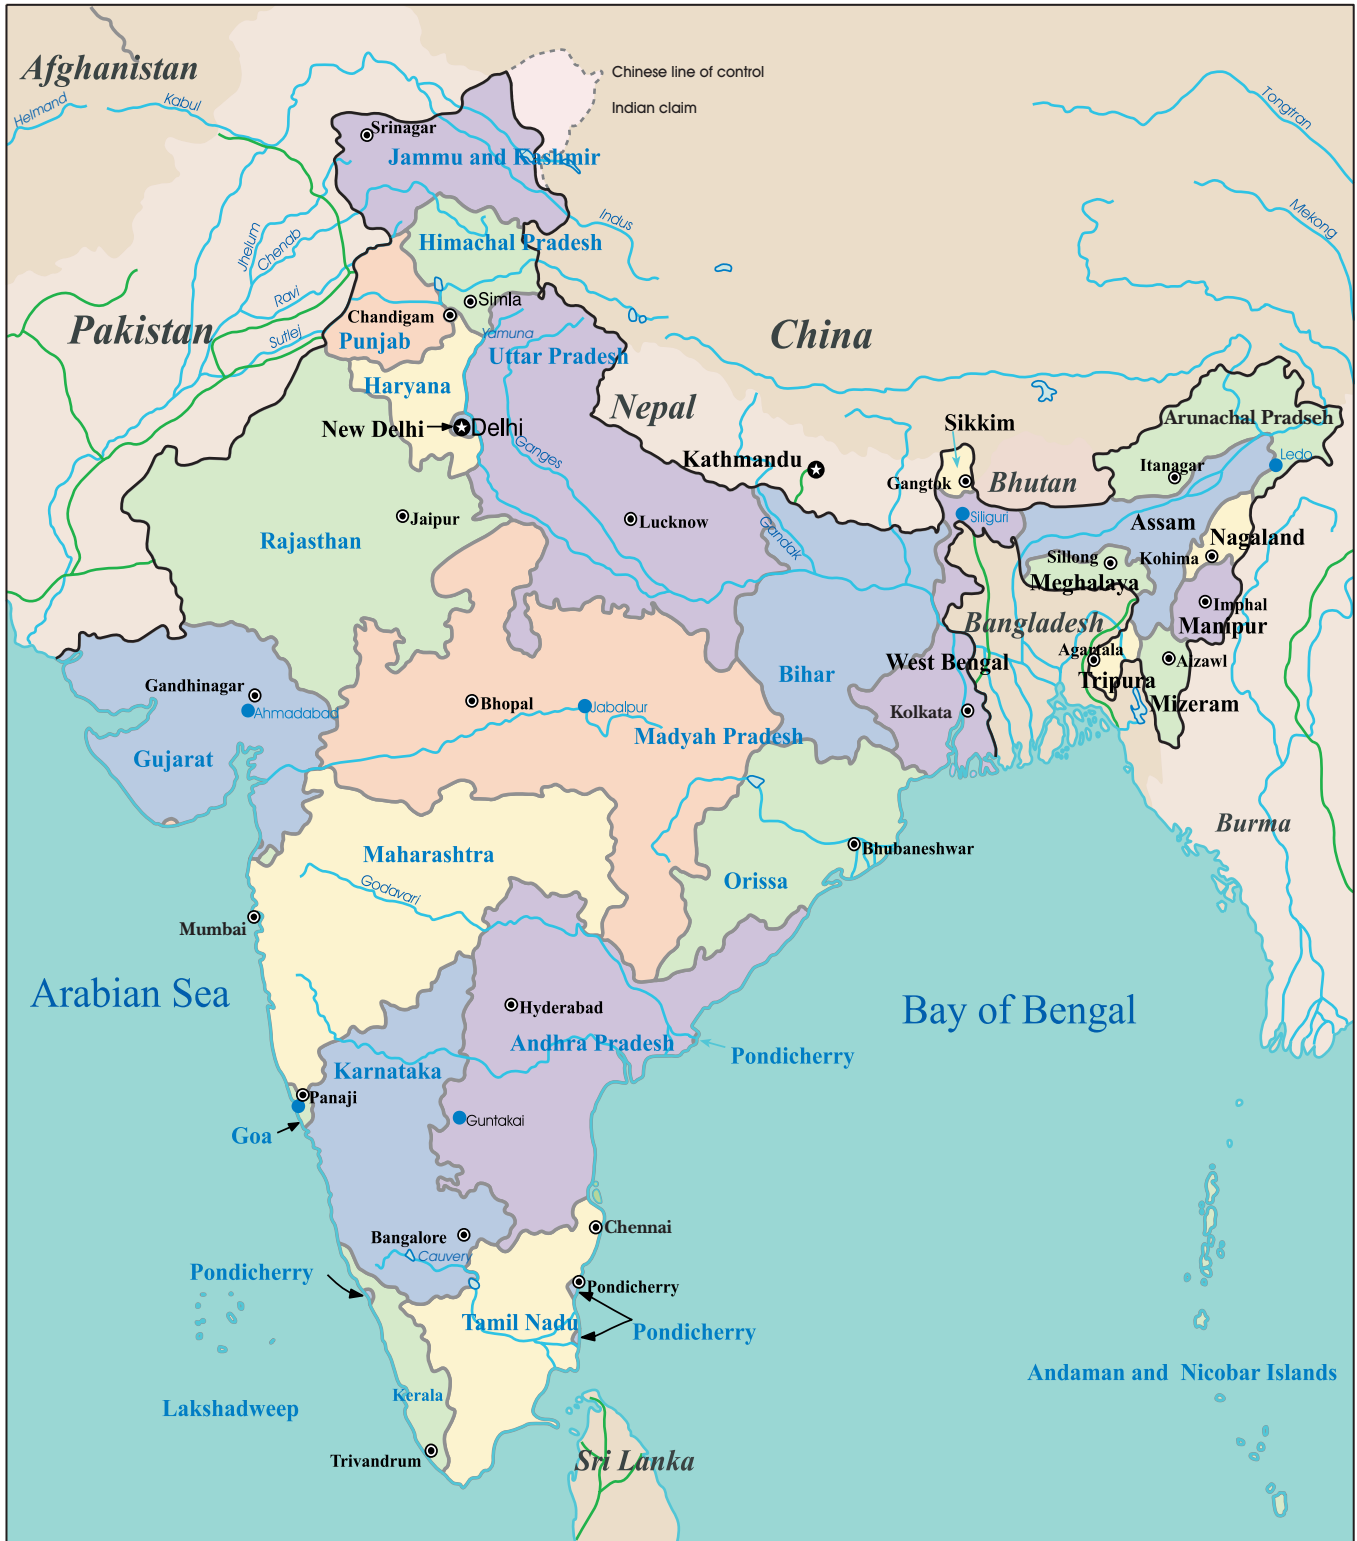 Afghanistan
Chinese line of control
Indian claim
Helmand
Kabul
Tongtran
Srinagar
Jammu and Kashmir
Mekong
Indus
Jhelum
Chenab
Himachal Pradesh
Ravi
Simla
Pakistan
Sutlej
Chandigam
Punjab
Yamuna
Uttar Pradesh
China
Haryana
Nepal
New Delhi
Delhi
Sikkim
Arunachal Pradseh
Ganges
Kathmandu
Gangtok
Bhutan
Itanagar
Ledo
Jaipur
Lucknow
Gandak
Siliguri
Assam
Rajasthan
Nagaland
Sillong
Kohima
Meghalaya
Bangladesh
Imphal
Manipur
Agartala
Aizawl
West Bengal
Tripura
Bihar
Mizeram
Gandhinagar
Ahmadabad
Bhopal
Jabalpur
Kolkata
Madyah Pradesh
Gujarat
Burma
Maharashtra
Bhubaneshwar
Godavari
Orissa
Mumbai
Arabian Sea
Hyderabad
Bay of Bengal
Andhra Pradesh
Pondicherry
Karnataka
Panaji
Guntakai
Goa
Chennai
Bangalore
Cauvery
Pondicherry
Pondicherry
Tamil Nadu
Pondicherry
Andaman and Nicobar Islands
Kerala
Lakshadweep
Trivandrum
Sri Lanka